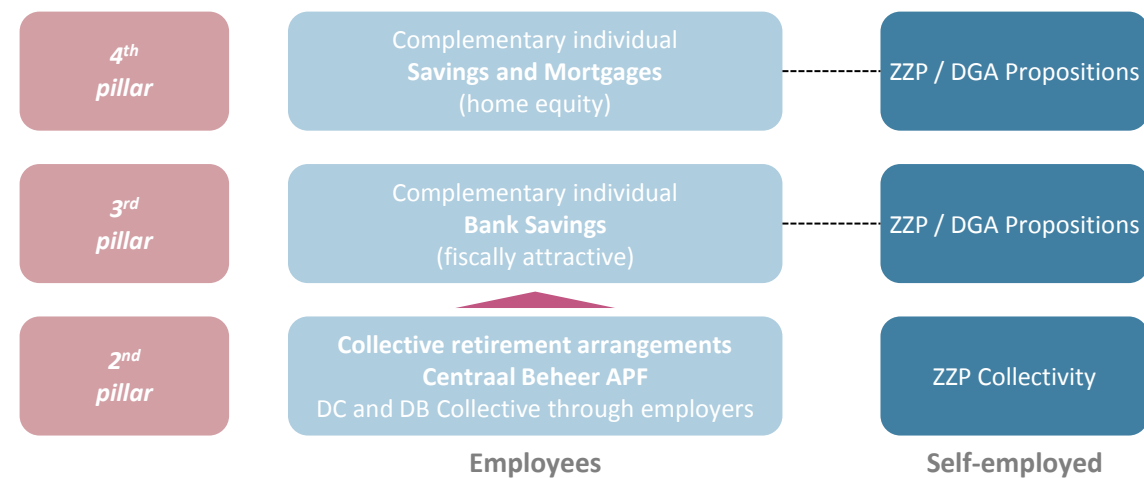 4th
pillar
Complementary individual
Savings and Mortgages
(home equity)
ZZP / DGA Propositions
3rd
pillar
Complementary individual
Bank Savings
(fiscally attractive)
ZZP / DGA Propositions
2nd
pillar
Collective retirement arrangements
Centraal Beheer APF
DC and DB Collective through employers
ZZP Collectivity
Employees
Self-employed